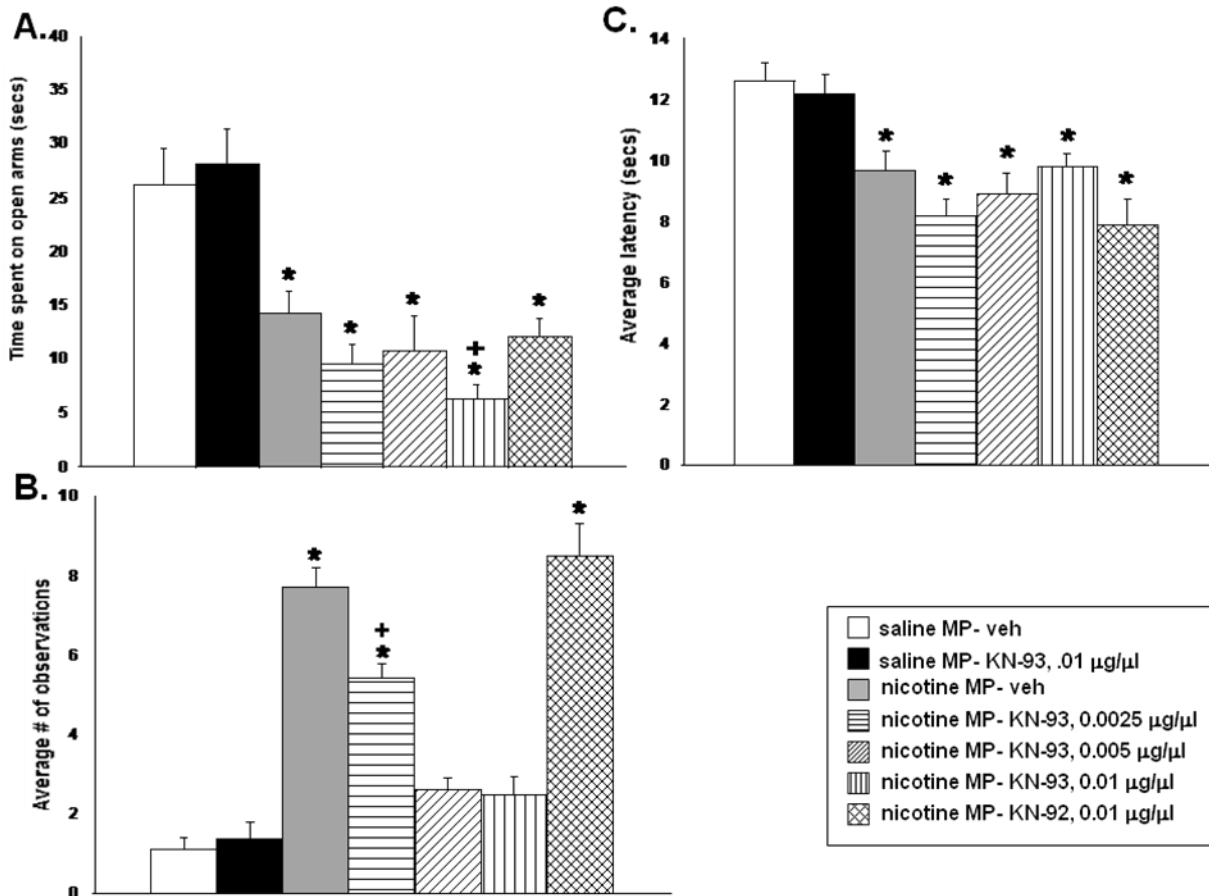 A.
Time spent on open arms (secs)
40
35
30
25
20
15
10
5
0
*
*
*
+
*
*
B.
Average # of observations
10
8
6
4
2
0
*
+
*
*
C.
Average latency (secs)
14
12
10
8
6
4
2
0
*
*
*
*
*
saline MP- veh
saline MP- KN-93, .01 μg/μl
nicotine MP- veh
nicotine MP- KN-93, 0.0025 μg/μl
nicotine MP- KN-93, 0.005 μg/μl
nicotine MP- KN-93, 0.01 μg/μl
nicotine MP- KN-92, 0.01 μg/μl